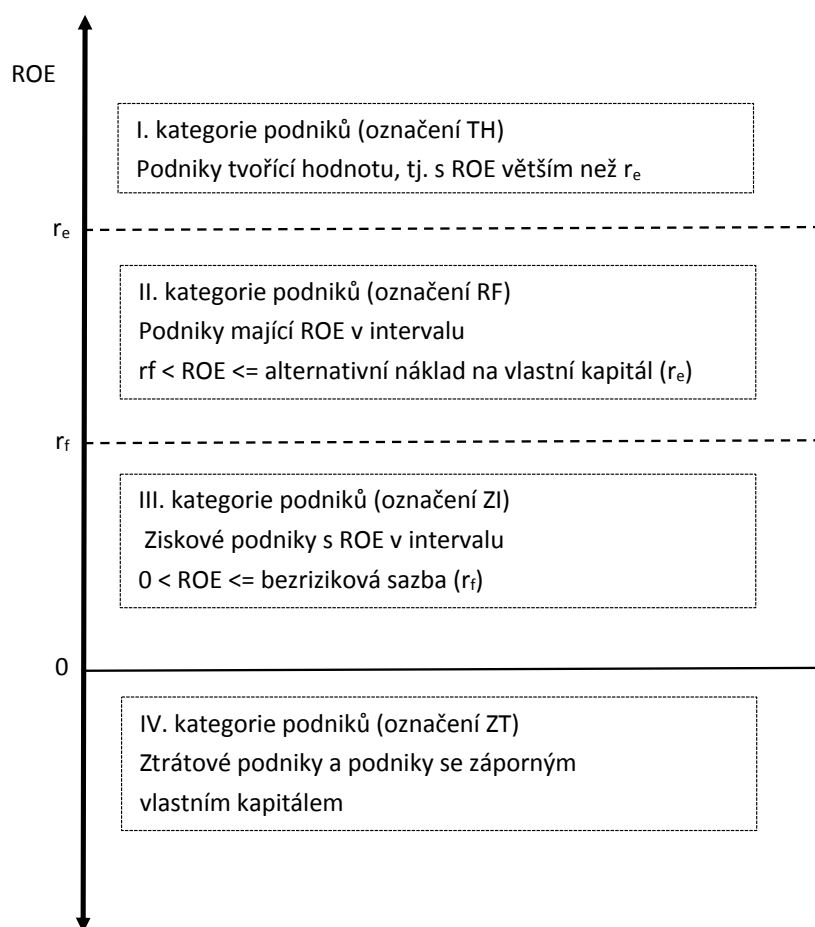 ROE
I. kategorie podniků (označení TH)
Podniky tvořící hodnotu, tj. s ROE větším než rₑ
rₑ
II. kategorie podniků (označení RF)
Podniky mající ROE v intervalu
rf < ROE <= alternativní náklad na vlastní kapitál (rₑ)
r_f
III. kategorie podniků (označení ZI)
Ziskové podniky s ROE v intervalu
0 < ROE <= bezriziková sazba (r_f)
0
IV. kategorie podniků (označení ZT)
Ztrátové podniky a podniky se záporným
vlastním kapitálem